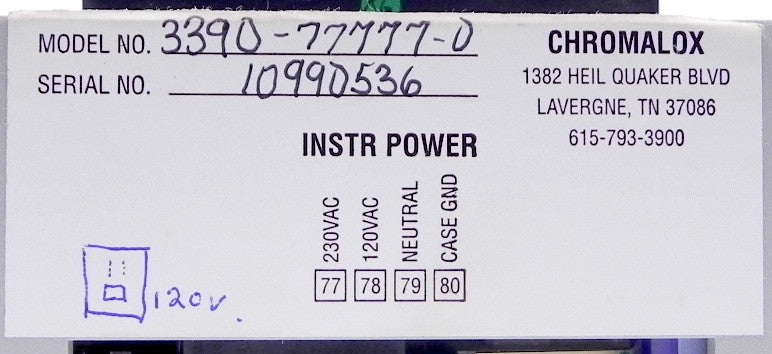 MODEL NO. 3390-77777-0
SERIAL NO. 10990536
CHROMALOX
1382 HEIL QUAKER BLVD
LAVERGNE, TN 37086
615-793-3900
INSTR POWER
230VAC 120VAC NEUTRAL CASE GND
77 78 79 80
120v.